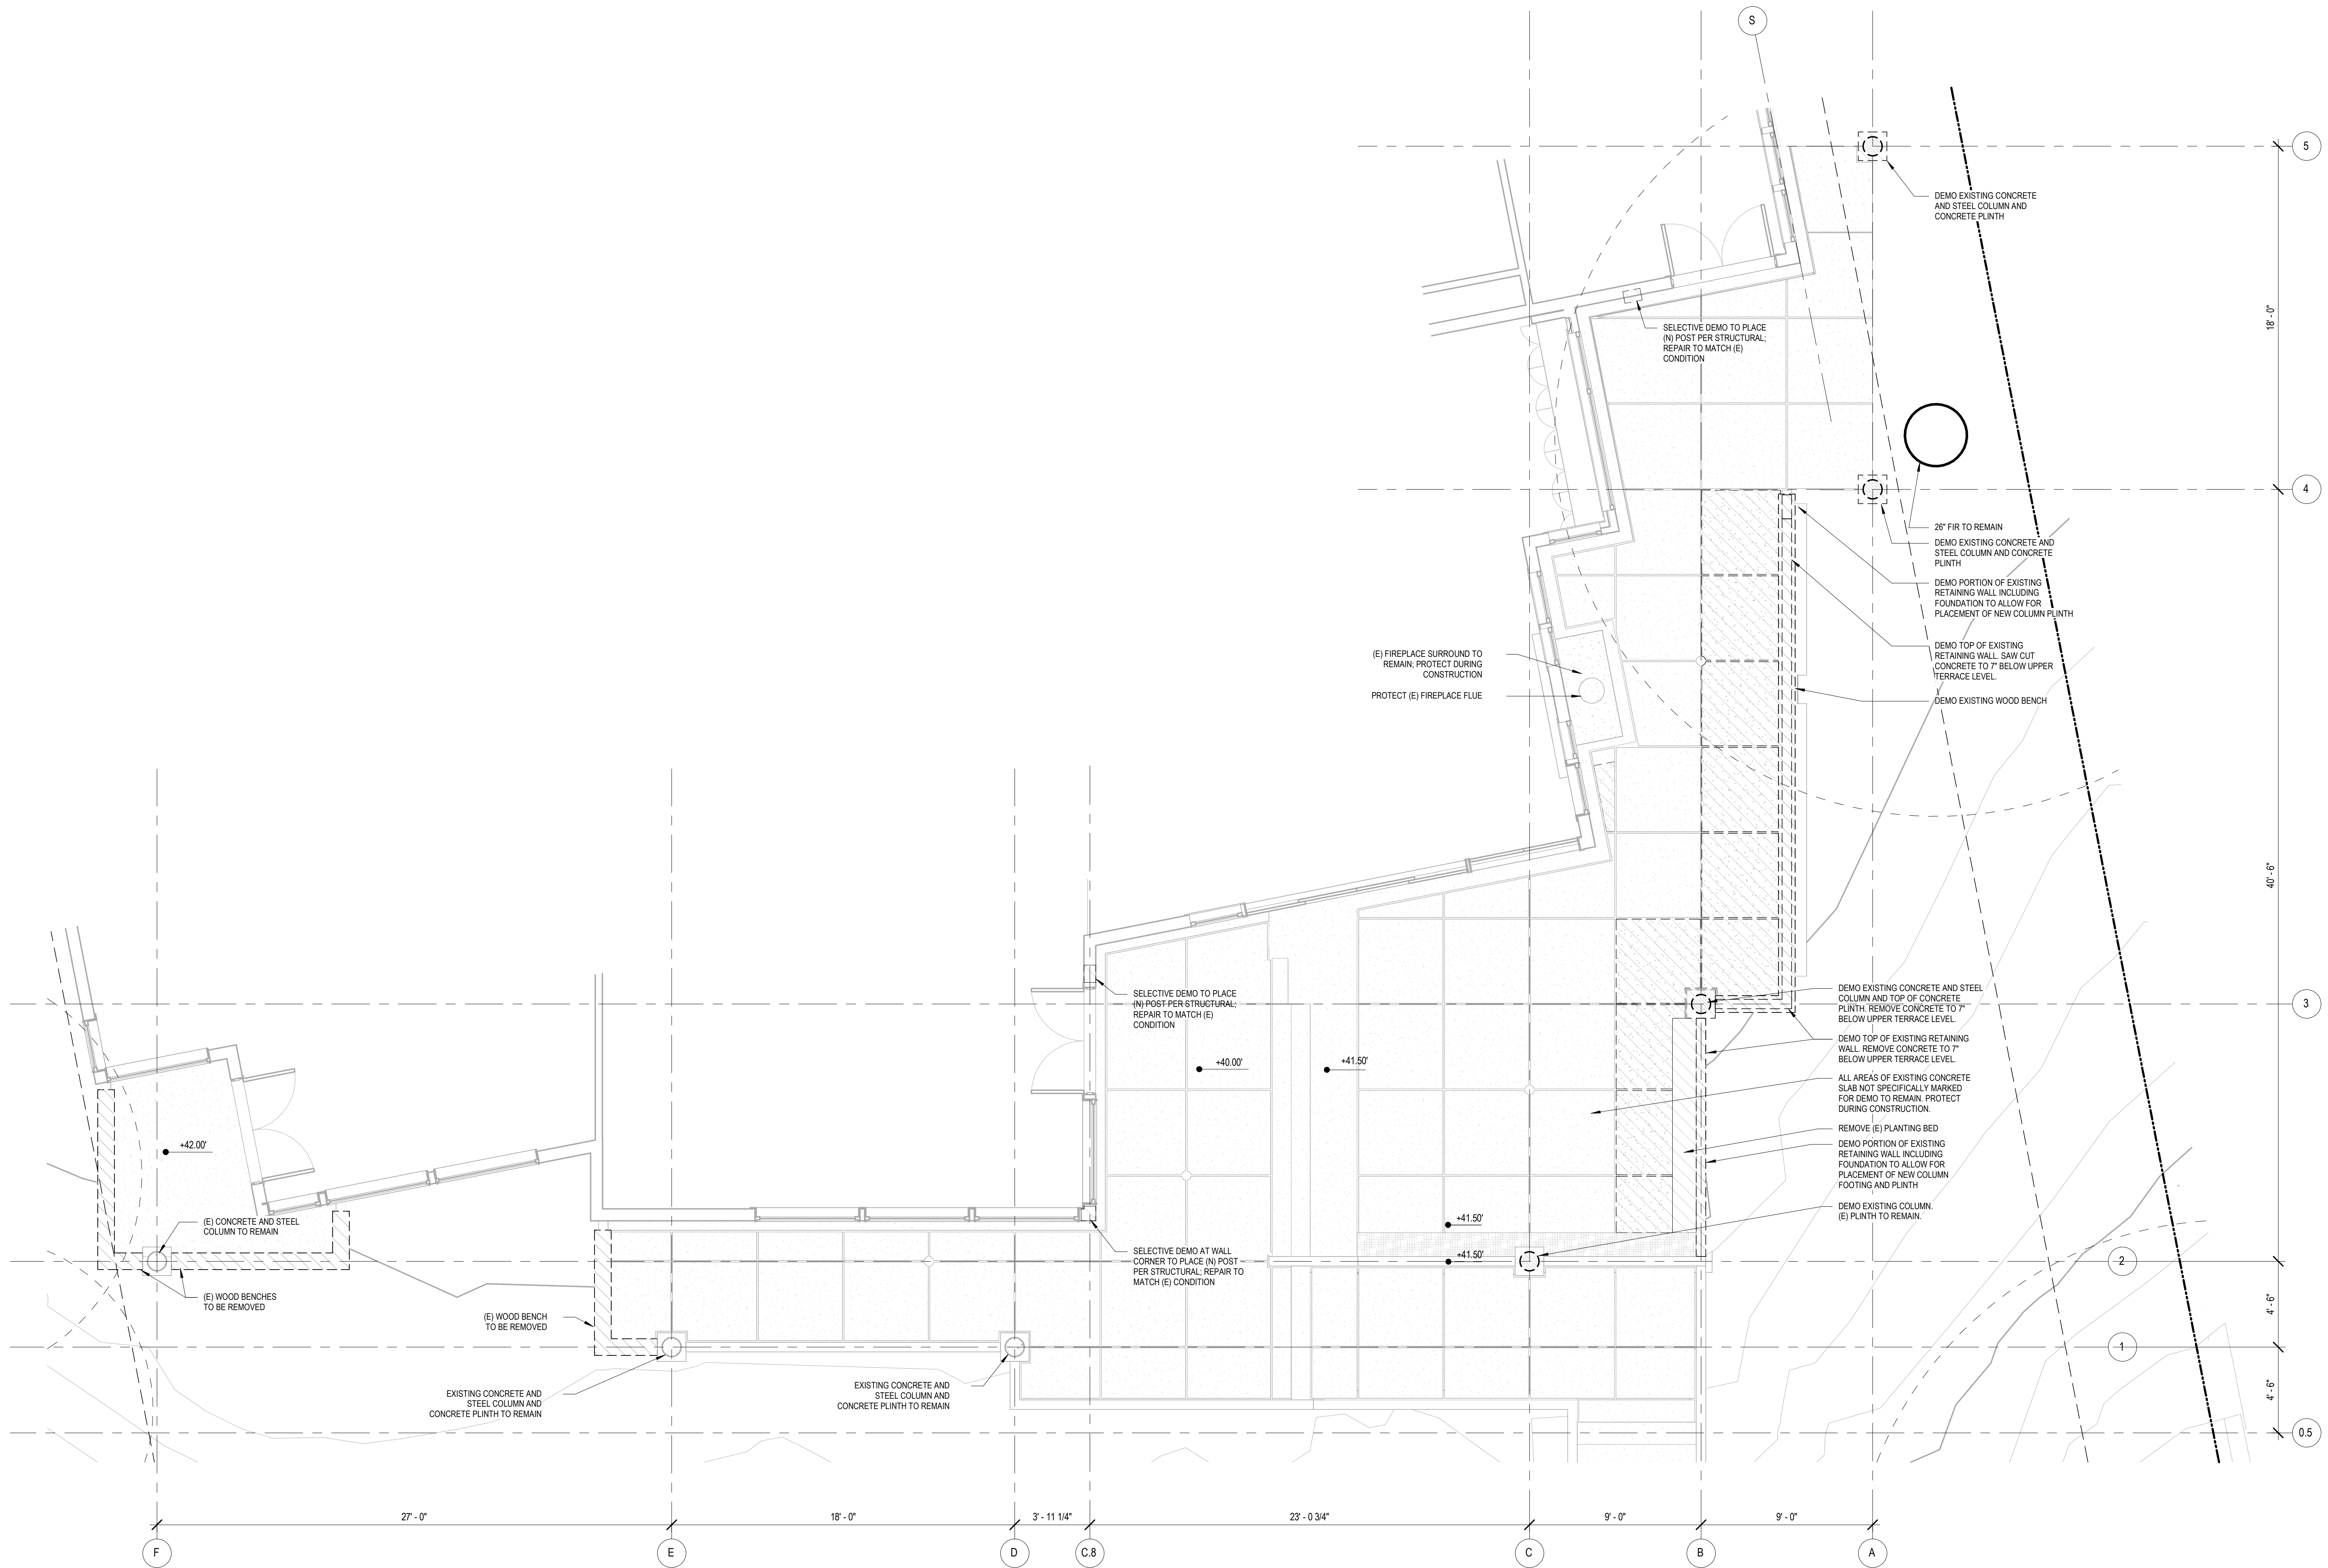 S
5
DEMO EXISTING CONCRETE
AND STEEL COLUMN AND
CONCRETE PLINTH
18' - 0"
SELECTIVE DEMO TO PLACE
(N) POST PER STRUCTURAL;
REPAIR TO MATCH (E)
CONDITION
4
26" FIR TO REMAIN
DEMO EXISTING CONCRETE AND
STEEL COLUMN AND CONCRETE
PLINTH
DEMO PORTION OF EXISTING
RETAINING WALL INCLUDING
FOUNDATION TO ALLOW FOR
PLACEMENT OF NEW COLUMN PLINTH
DEMO TOP OF EXISTING
RETAINING WALL. SAW CUT
CONCRETE TO 7" BELOW UPPER
TERRACE LEVEL.
DEMO EXISTING WOOD BENCH
(E) FIREPLACE SURROUND TO
REMAIN; PROTECT DURING
CONSTRUCTION
PROTECT (E) FIREPLACE FLUE
40' - 6"
SELECTIVE DEMO TO PLACE
(N) POST PER STRUCTURAL;
REPAIR TO MATCH (E)
CONDITION
DEMO EXISTING CONCRETE AND STEEL
COLUMN AND TOP OF CONCRETE
PLINTH. REMOVE CONCRETE TO 7"
BELOW UPPER TERRACE LEVEL.
3
DEMO TOP OF EXISTING RETAINING
WALL. REMOVE CONCRETE TO 7"
BELOW UPPER TERRACE LEVEL.
+40.00'
+41.50'
ALL AREAS OF EXISTING CONCRETE
SLAB NOT SPECIFICALLY MARKED
FOR DEMO TO REMAIN. PROTECT
DURING CONSTRUCTION.
REMOVE (E) PLANTING BED
DEMO PORTION OF EXISTING
RETAINING WALL INCLUDING
FOUNDATION TO ALLOW FOR
PLACEMENT OF NEW COLUMN
FOOTING AND PLINTH
DEMO EXISTING COLUMN.
(E) PLINTH TO REMAIN.
+42.00'
(E) CONCRETE AND STEEL
COLUMN TO REMAIN
+41.50'
+41.50'
SELECTIVE DEMO AT WALL
CORNER TO PLACE (N) POST
PER STRUCTURAL; REPAIR TO
MATCH (E) CONDITION
2
(E) WOOD BENCHES
TO BE REMOVED
(E) WOOD BENCH
TO BE REMOVED
4' - 6"
1
EXISTING CONCRETE AND
STEEL COLUMN AND
CONCRETE PLINTH TO REMAIN
EXISTING CONCRETE AND
STEEL COLUMN AND
CONCRETE PLINTH TO REMAIN
4' - 6"
0.5
27' - 0"
18' - 0"
3' - 11 1/4"
23' - 0 3/4"
9' - 0"
9' - 0"
F
E
D
C.8
C
B
A